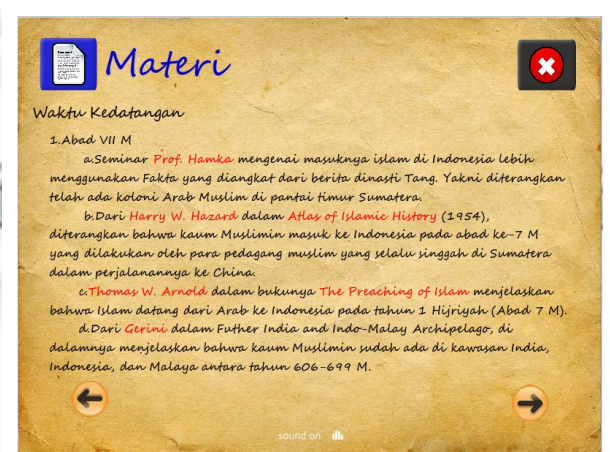 Materi
Waktu Kedatangan
1.Abad VII M
a.Seminar Prof. Hamka mengenai masuknya islam di Indonesia lebih
menggunakan Fakta yang diangkat dari berita dinasti Tang. Yakni diterangkan
telah ada koloni Arab Muslim di pantai timur Sumatera.
b.Dari Harry W. Hazard dalam Atlas of Islamic History (1954),
diterangkan bahwa kaum Muslimin masuk ke Indonesia pada abad ke-7 M
yang dilakukan oleh para pedagang muslim yang selalu singgah di Sumatera
dalam perjalanannya ke China.
c.Thomas W. Arnold dalam bukunya The Preaching of Islam menjelaskan
bahwa Islam datang dari Arab ke Indonesia pada tahun 1 Hijriyah (Abad 7 M).
d.Dari Gerini dalam Futher India and Indo-Malay Archipelago, di
dalamnya menjelaskan bahwa kaum Muslimin sudah ada di kawasan India,
Indonesia, dan Malaya antara tahun 606-699 M.
sound on